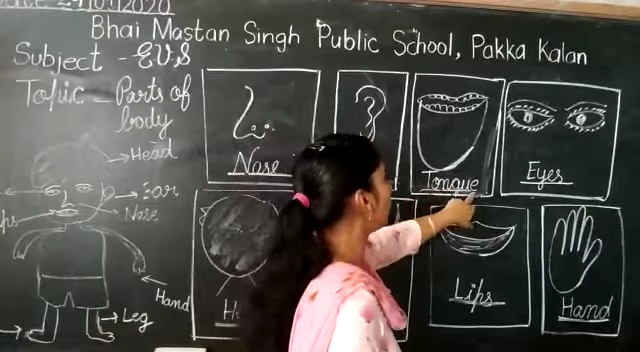 Bhai Mastan Singh Public School, Pakka Kalan
Subject - E.V.S
Topic - Parts of
body
Head
Ear
Nose
Hand
Leg
Nose
Tongue
Eyes
Lips
Hand